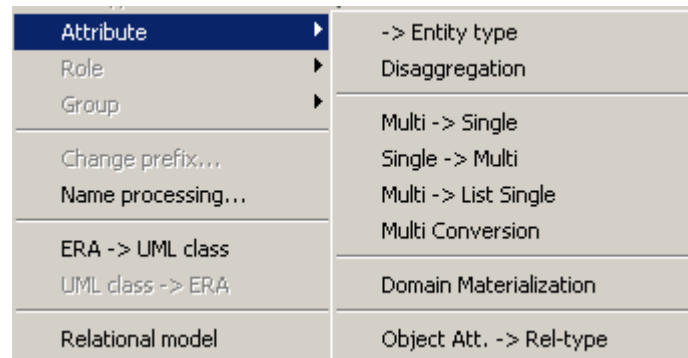 Attribute
Role
Group
Change prefix...
Name processing...
ERA -> UML class
UML class -> ERA
Relational model
-> Entity type
Disaggregation
Multi -> Single
Single -> Multi
Multi -> List Single
Multi Conversion
Domain Materialization
Object Att. -> Rel-type